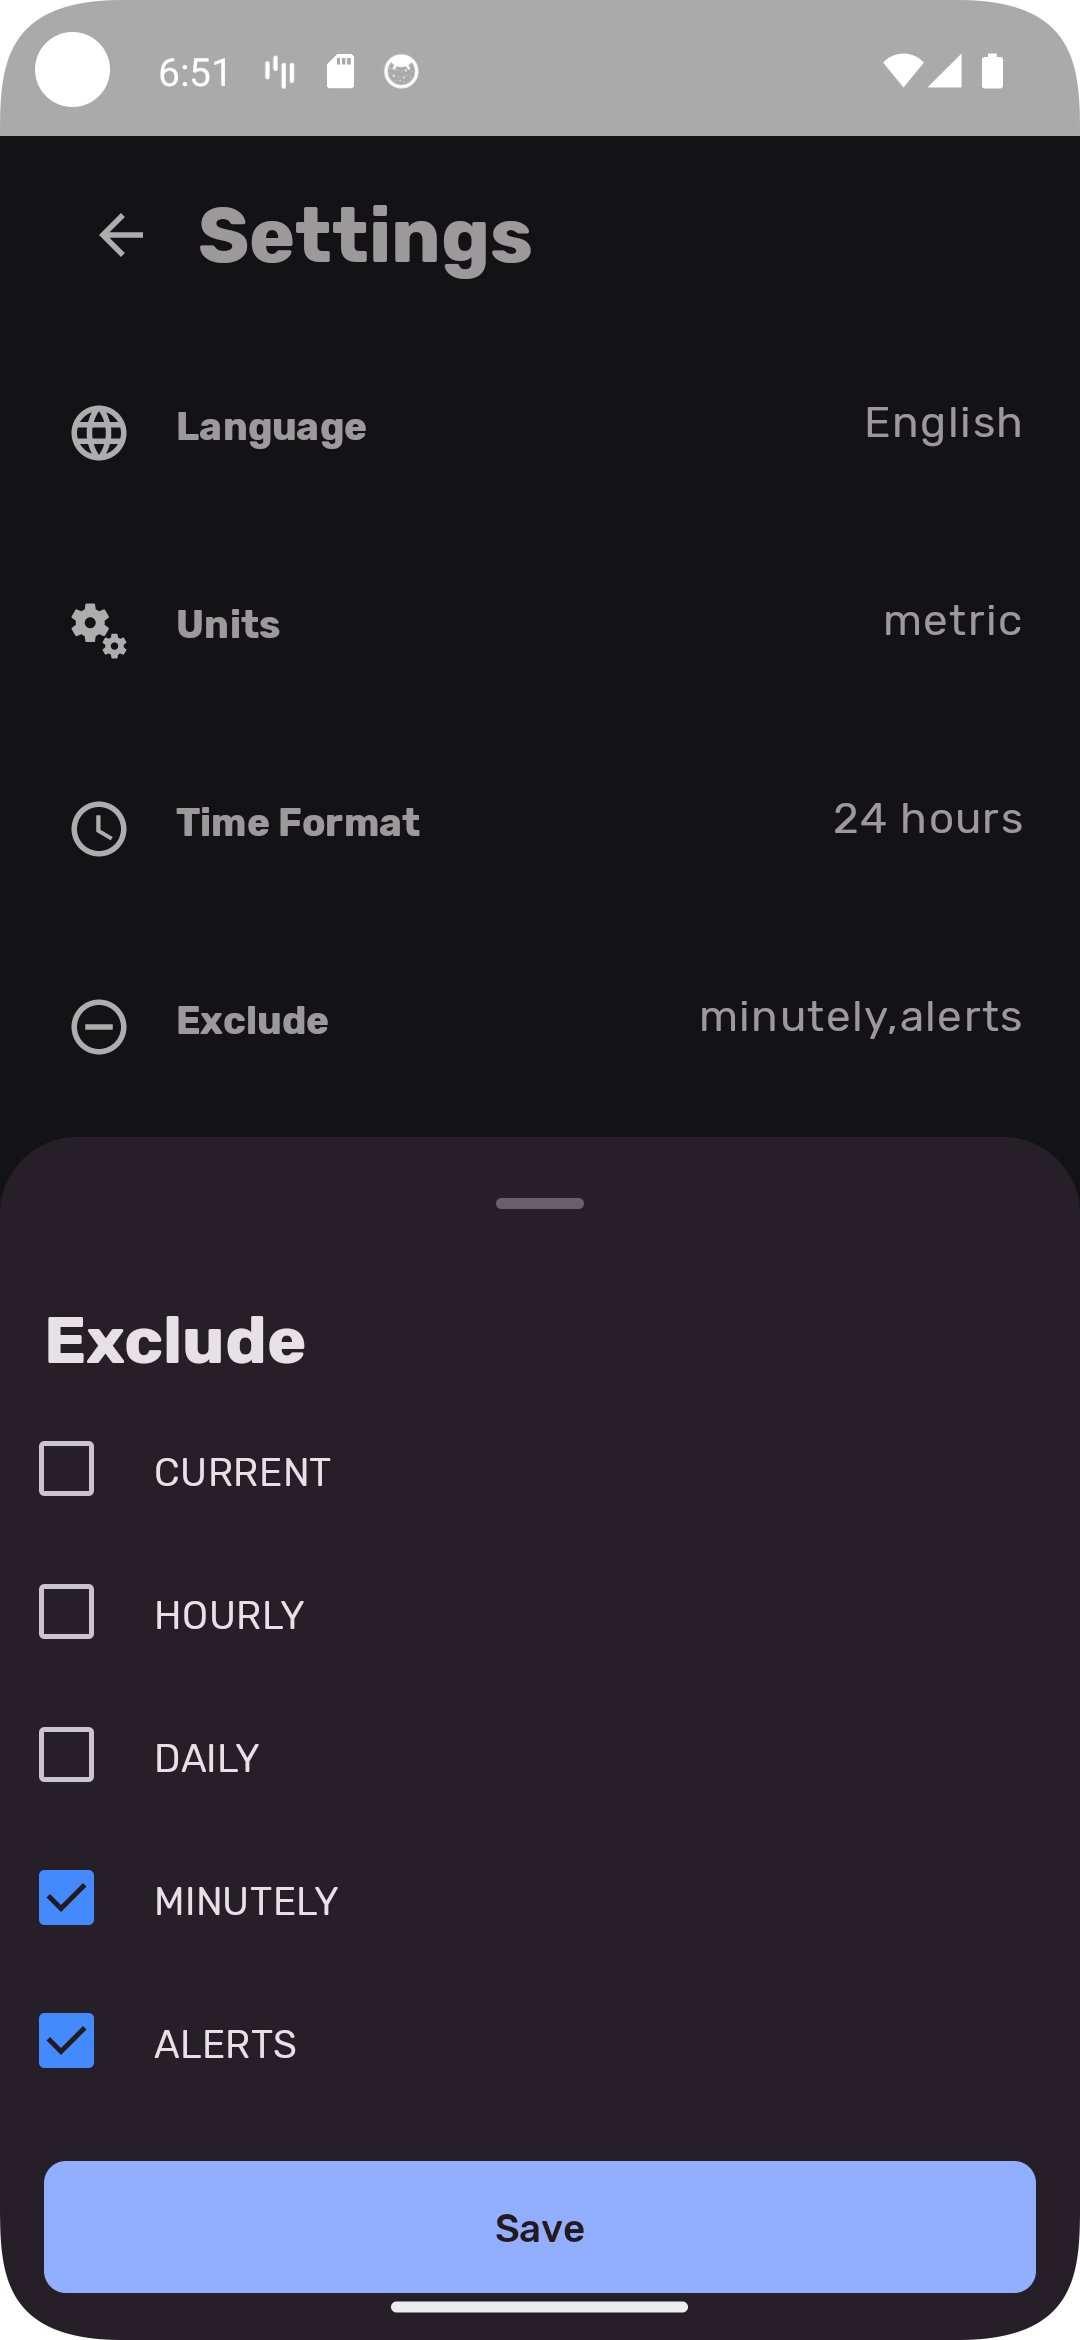 6:51
Settings
Language English
Units metric
Time Format 24 hours
Exclude minutely,alerts
Exclude
CURRENT
HOURLY
DAILY
MINUTELY
ALERTS
Save